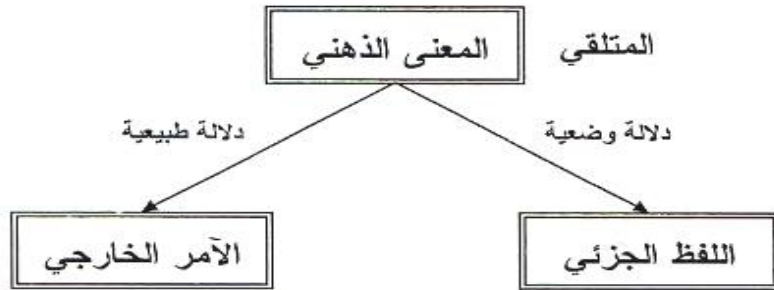 المتلقي
المعنى الذهني
دلالة وضعية
دلالة طبيعية
اللفظ الجزئي
الآمر الخارجي